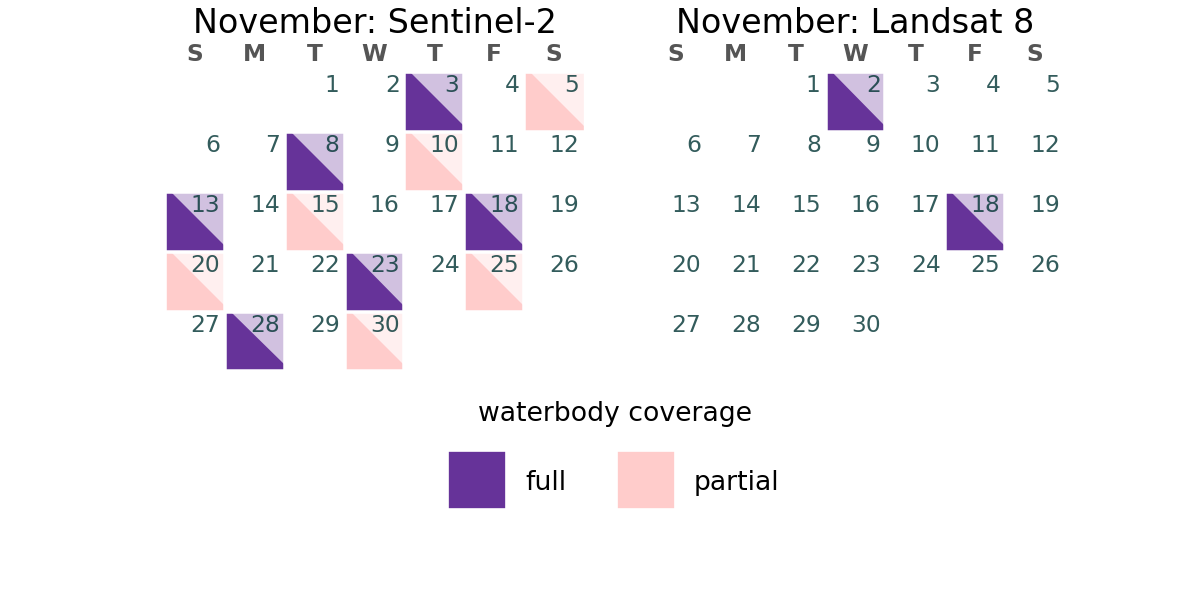 November: Sentinel-2
S M T W T F S
1 2 3 4 5
6 7 8 9 10 11 12
13 14 15 16 17 18 19
20 21 22 23 24 25 26
27 28 29 30
November: Landsat 8
S M T W T F S
1 2 3 4 5
6 7 8 9 10 11 12
13 14 15 16 17 18 19
20 21 22 23 24 25 26
27 28 29 30
waterbody coverage
full
partial